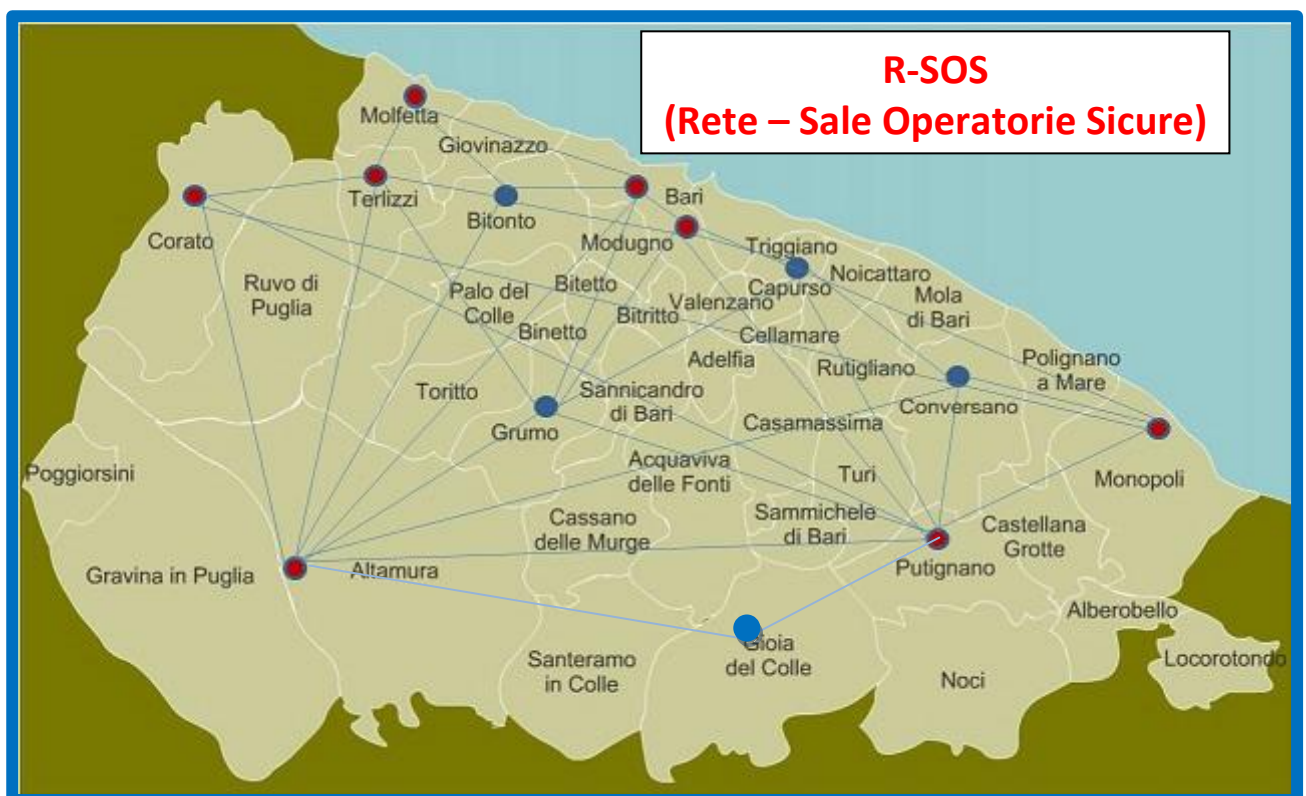 R-SOS
(Rete – Sale Operatorie Sicure)
Molfetta
Giovinazzo
Terlizzi
Bitonto
Bari
Corato
Modugno
Triggiano
Noicattaro
Ruvo di
Puglia
Palo del
Colle
Bitetto
Valenzano
Capurso
Mola
di Bari
Binetto
Bitritto
Cellamare
Adelfia
Rutigliano
Polignano
a Mare
Toritto
Sannicandro
di Bari
Conversano
Grumo
Casamassima
Poggiorsini
Acquaviva
delle Fonti
Turi
Monopoli
Cassano
delle Murge
Sammichele
di Bari
Castellana
Grotte
Gravina in Puglia
Altamura
Putignano
Alberobello
Gioia
del Colle
Santeramo
in Colle
Noci
Locorotondo